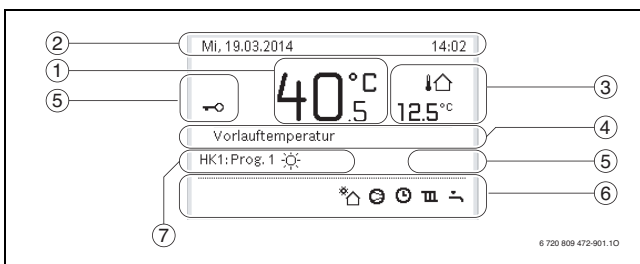 ② Mi, 19.03.2014 14:02
① 40.5 °C
③ 12.5 °C
⑤
④ Vorlauftemperatur
HK1: Prog. 1
⑤
⑥
⑦
6 720 809 472-901.1O